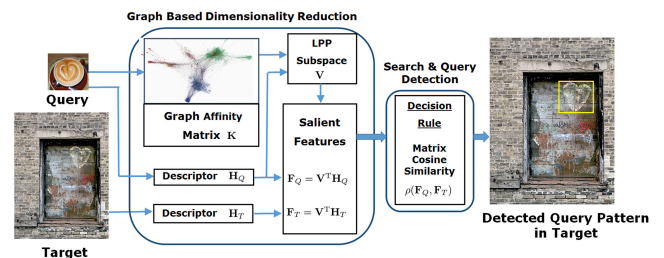 Graph Based Dimensionality Reduction
Query
Target
Graph Affinity
Matrix K
LPP
Subspace
V
Descriptor H_Q
Descriptor H_T
Salient
Features
F_Q = V^T H_Q
F_T = V^T H_T
Search & Query
Detection
Decision
Rule
Matrix
Cosine
Similarity
ρ(F_Q, F_T)
Detected Query Pattern
in Target